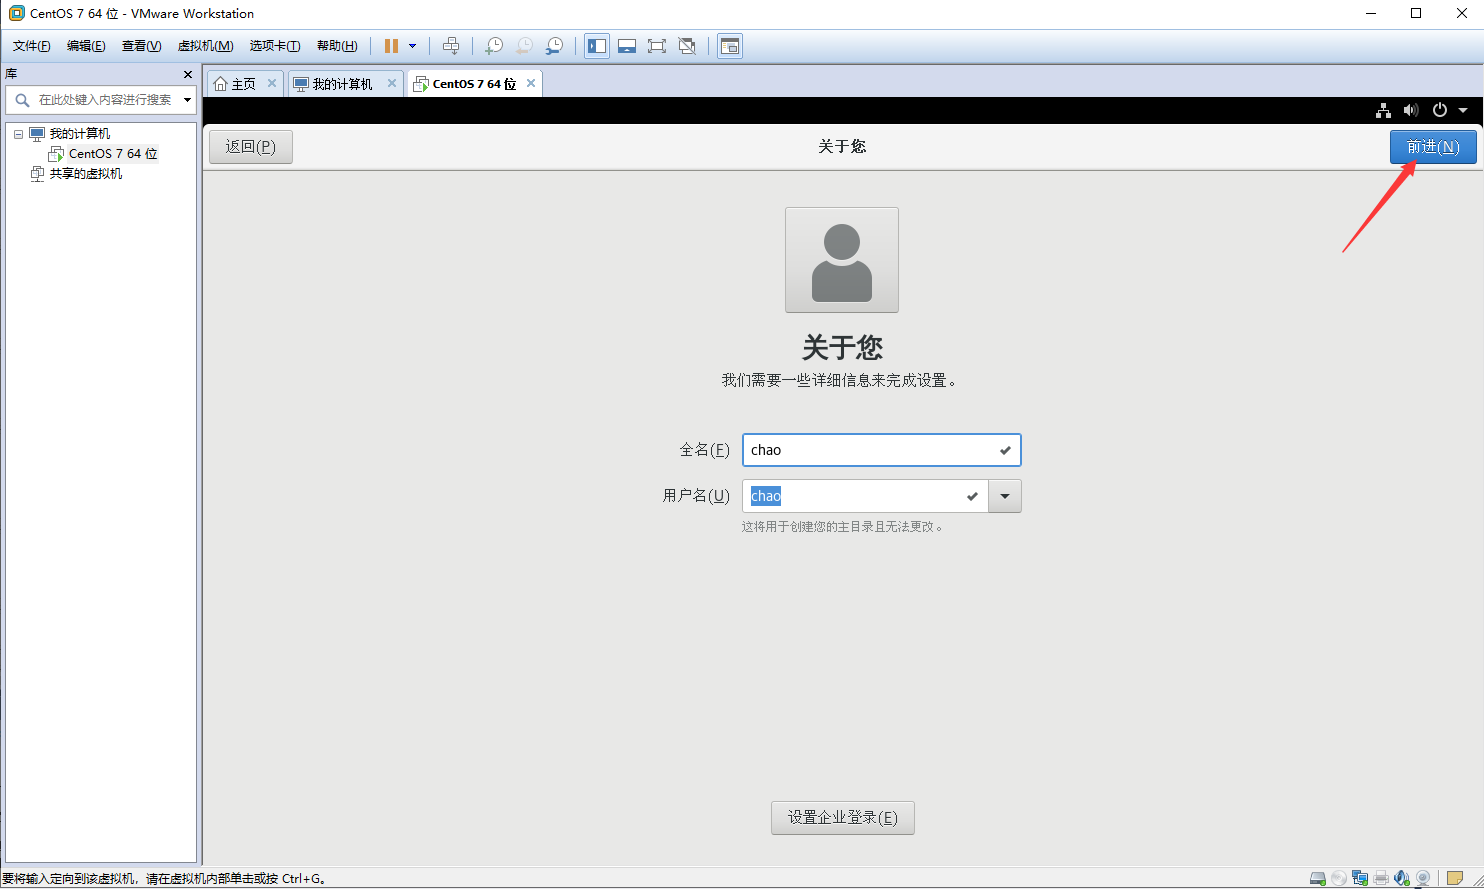 CentOS 7 64 位 - VMware Workstation
文件(F) 编辑(E) 查看(V) 虚拟机(M) 选项卡(T) 帮助(H)
库
在此处键入内容进行搜索
我的计算机
CentOS 7 64 位
共享的虚拟机
主页 我的计算机 CentOS 7 64 位
返回(P) 关于您 前进(N)
关于您
我们需要一些详细信息来完成设置。
全名(F) chao
用户名(U) chao
这将用于创建您的主目录且无法更改。
设置企业登录(E)
要将输入定向到该虚拟机，请在虚拟机内部单击或按 Ctrl+G。